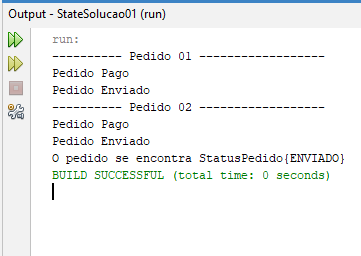 Output - StateSolucao01 (run)
run:
---------- Pedido 01 ------------------
Pedido Pago
Pedido Enviado
---------- Pedido 02 ------------------
Pedido Pago
Pedido Enviado
O pedido se encontra StatusPedido{ENVIADO}
BUILD SUCCESSFUL (total time: 0 seconds)